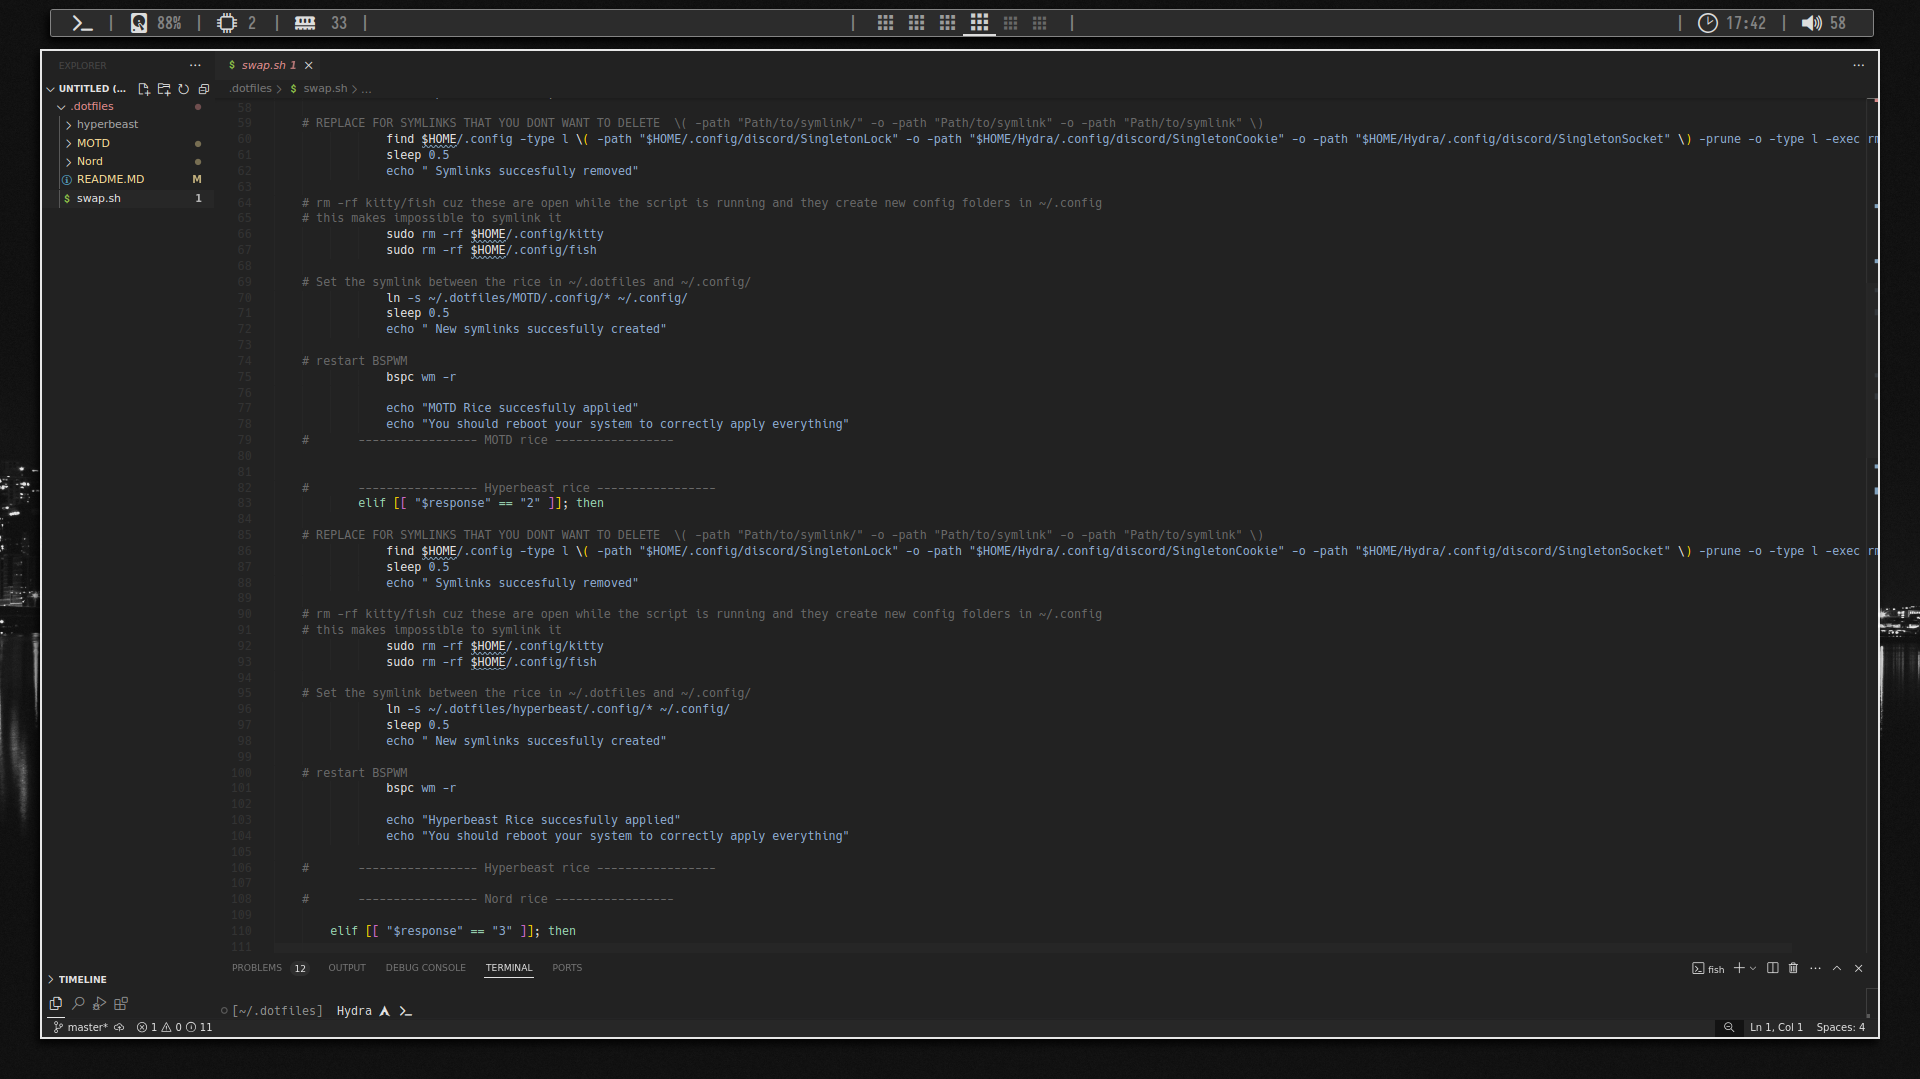 88% 2 33 17:42 58
EXPLORER ··· $ swap.sh 1 × ···
UNTITLED (... .dotfiles > $ swap.sh > ...
.dotfiles
hyperbeast
MOTD
Nord
README.MD M
$ swap.sh 1
58
59 # REPLACE FOR SYMLINKS THAT YOU DONT WANT TO DELETE  \( -path "Path/to/symlink/" -o -path "Path/to/symlink" -o -path "Path/to/symlink" \)
60 find $HOME/.config -type l \( -path "$HOME/.config/discord/SingletonLock" -o -path "$HOME/Hydra/.config/discord/SingletonCookie" -o -path "$HOME/Hydra/.config/discord/SingletonSocket" \) -prune -o -type l -exec rm
61 sleep 0.5
62 echo " Symlinks succesfully removed"
63
64 # rm -rf kitty/fish cuz these are open while the script is running and they create new config folders in ~/.config
65 # this makes impossible to symlink it
66 sudo rm -rf $HOME/.config/kitty
67 sudo rm -rf $HOME/.config/fish
68
69 # Set the symlink between the rice in ~/.dotfiles and ~/.config/
70 ln -s ~/.dotfiles/MOTD/.config/* ~/.config/
71 sleep 0.5
72 echo " New symlinks succesfully created"
73
74 # restart BSPWM
75 bspc wm -r
76
77 echo "MOTD Rice succesfully applied"
78 echo "You should reboot your system to correctly apply everything"
79 # ----------------- MOTD rice -----------------
80
81
82 # ----------------- Hyperbeast rice -----------------
83 elif [[ "$response" == "2" ]]; then
84
85 # REPLACE FOR SYMLINKS THAT YOU DONT WANT TO DELETE  \( -path "Path/to/symlink/" -o -path "Path/to/symlink" -o -path "Path/to/symlink" \)
86 find $HOME/.config -type l \( -path "$HOME/.config/discord/SingletonLock" -o -path "$HOME/Hydra/.config/discord/SingletonCookie" -o -path "$HOME/Hydra/.config/discord/SingletonSocket" \) -prune -o -type l -exec rm
87 sleep 0.5
88 echo " Symlinks succesfully removed"
89
90 # rm -rf kitty/fish cuz these are open while the script is running and they create new config folders in ~/.config
91 # this makes impossible to symlink it
92 sudo rm -rf $HOME/.config/kitty
93 sudo rm -rf $HOME/.config/fish
94
95 # Set the symlink between the rice in ~/.dotfiles and ~/.config/
96 ln -s ~/.dotfiles/hyperbeast/.config/* ~/.config/
97 sleep 0.5
98 echo " New symlinks succesfully created"
99
100 # restart BSPWM
101 bspc wm -r
102
103 echo "Hyperbeast Rice succesfully applied"
104 echo "You should reboot your system to correctly apply everything"
105
106 # ----------------- Hyperbeast rice -----------------
107
108 # ----------------- Nord rice -----------------
109
110 elif [[ "$response" == "3" ]]; then
111
PROBLEMS 12 OUTPUT DEBUG CONSOLE TERMINAL PORTS fish ···
TIMELINE
[~/.dotfiles] Hydra
master* 1 0 11 Ln 1, Col 1 Spaces: 4